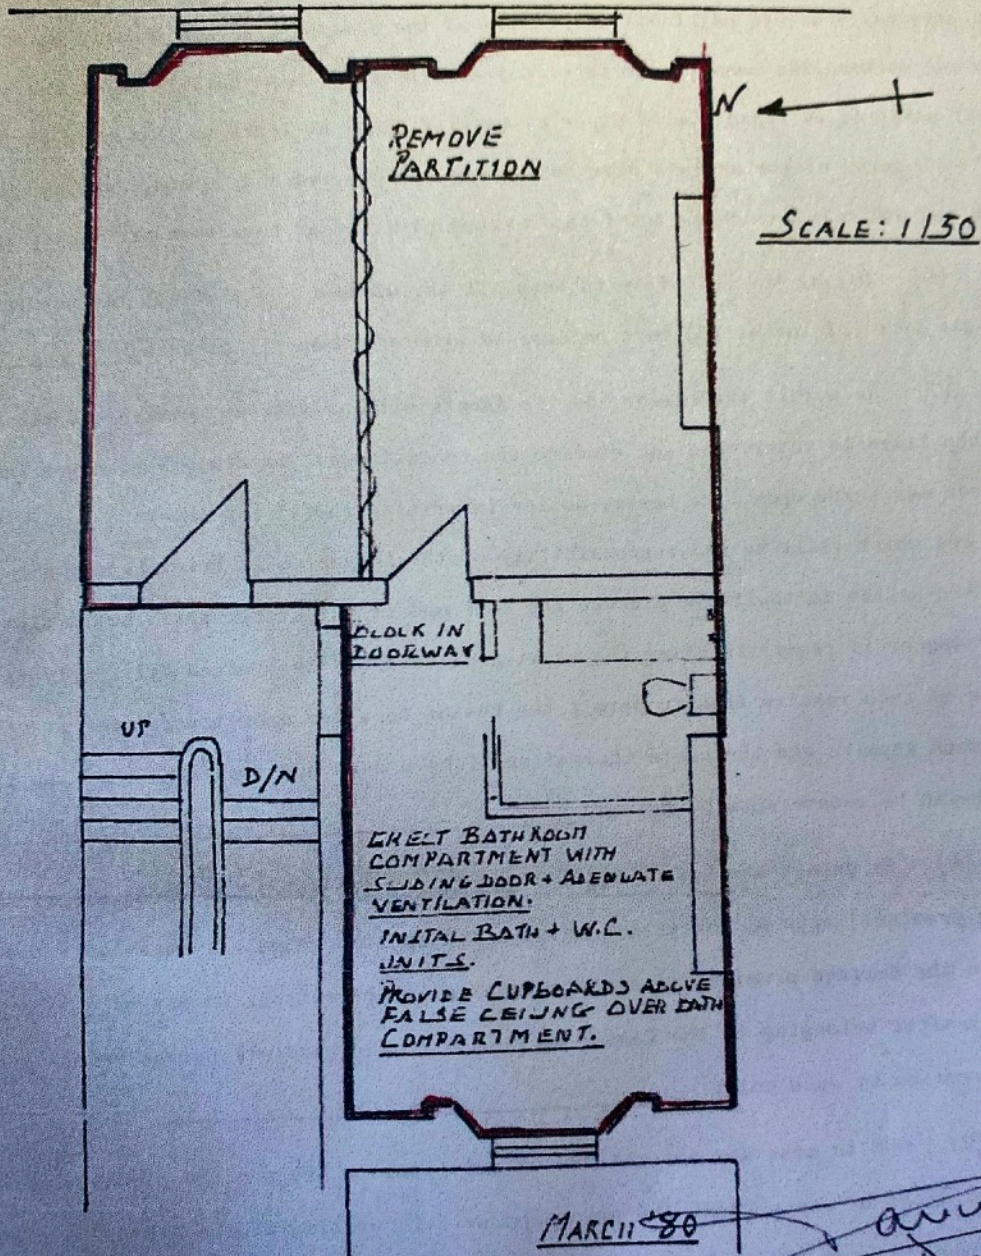 REMOVE
PARTITION
N
SCALE: 1/50
BLOCK IN
DOORWAY
UP
D/N
ERECT BATHROOM
COMPARTMENT WITH
SLIDING DOOR + ADEQUATE
VENTILATION.
INSTAL BATH + W.C.
UNITS.
PROVIDE CUPBOARDS ABOVE
FALSE CEILING OVER BATH
COMPARTMENT.
MARCH '80